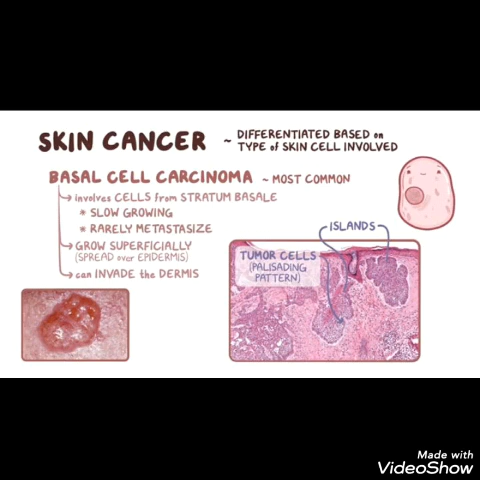 SKIN CANCER ~ DIFFERENTIATED BASED on
TYPE of SKIN CELL INVOLVED
BASAL CELL CARCINOMA ~ MOST COMMON
involves CELLS from STRATUM BASALE
* SLOW GROWING
* RARELY METASTASIZE
GROW SUPERFICIALLY
(SPREAD over EPIDERMIS)
can INVADE the DERMIS
ISLANDS
TUMOR CELLS
(PALISADING
PATTERN)
Made with
VideoShow